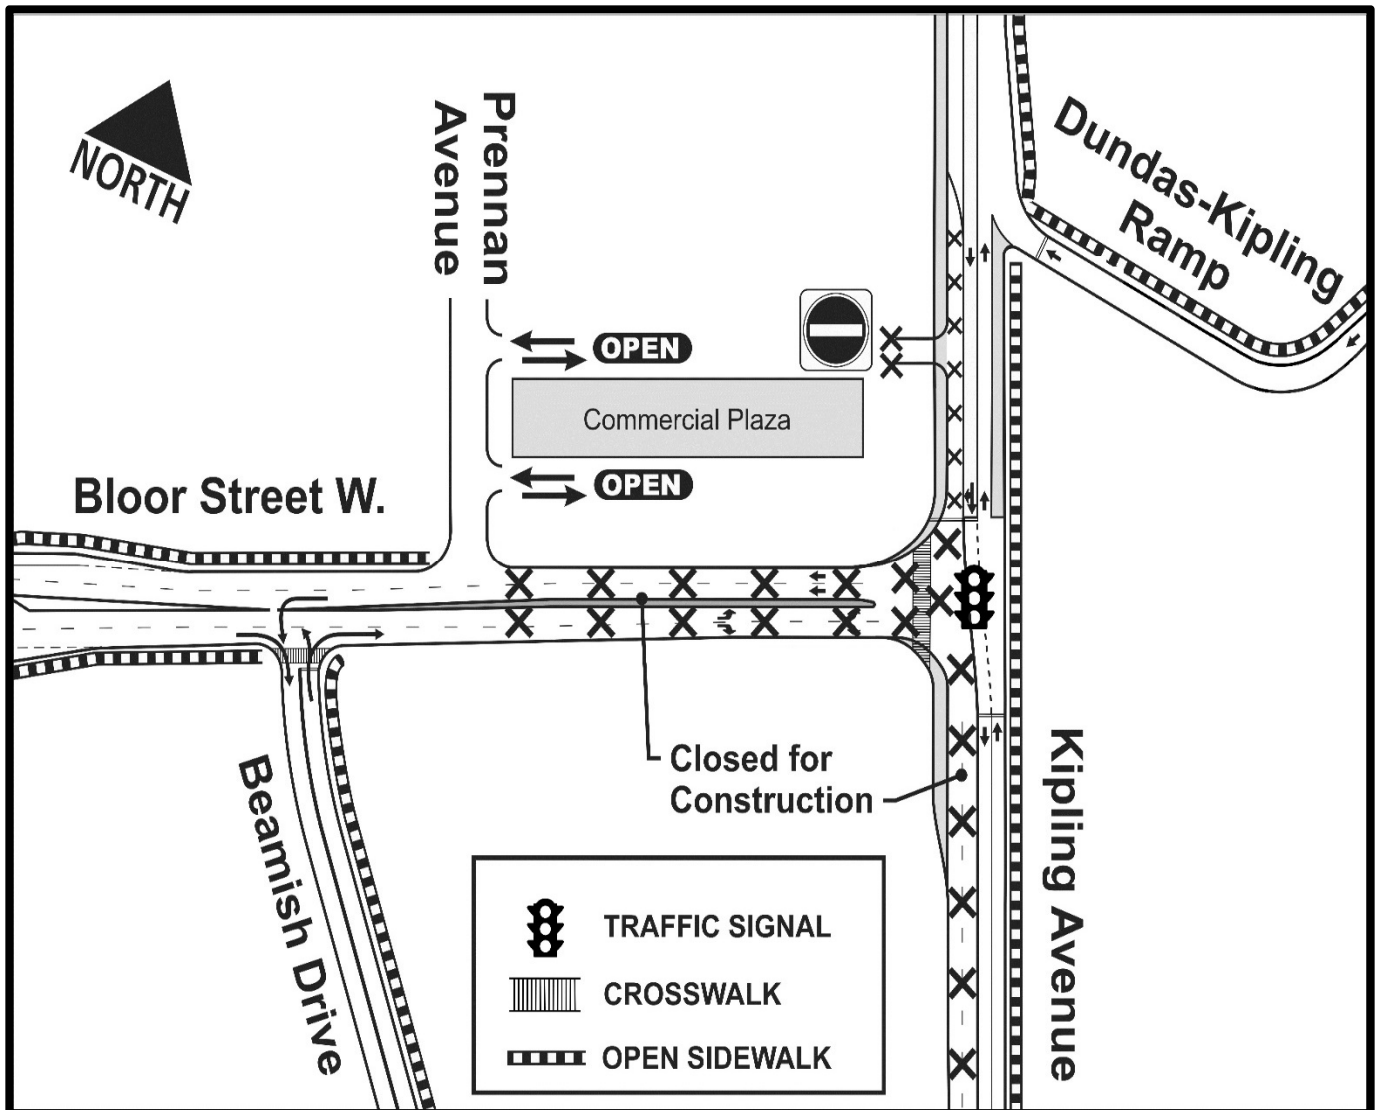 NORTH
Prennan
Avenue
Dundas-Kipling
Ramp
OPEN
Commercial Plaza
OPEN
Bloor Street W.
Closed for
Construction
Beamish Drive
Kipling Avenue
TRAFFIC SIGNAL
CROSSWALK
OPEN SIDEWALK